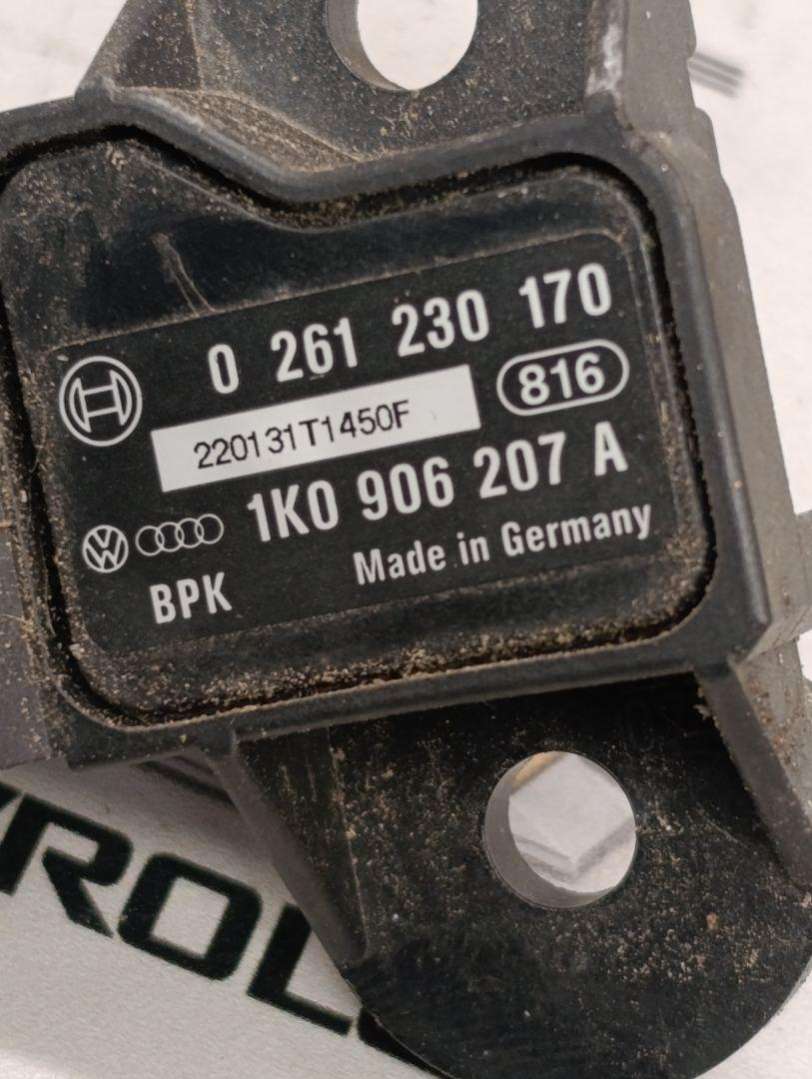 0 261 230 170
816
220131T1450F
1K0 906 207 A
Made in Germany
BPK